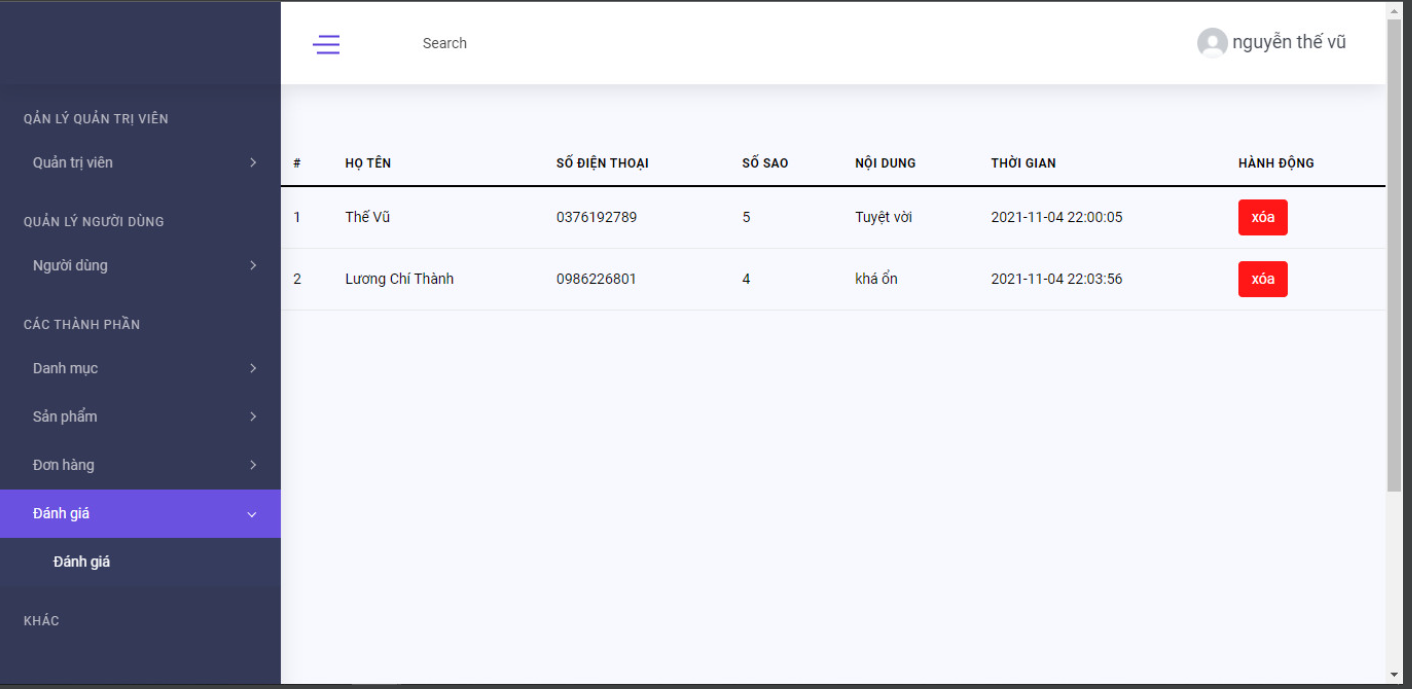 Search
nguyễn thế vũ
QẢN LÝ QUẢN TRỊ VIÊN
Quản trị viên
QUẢN LÝ NGƯỜI DÙNG
Người dùng
CÁC THÀNH PHẦN
Danh mục
Sản phẩm
Đơn hàng
Đánh giá
Đánh giá
KHÁC
# HỌ TÊN SỐ ĐIỆN THOẠI SỐ SAO NỘI DUNG THỜI GIAN HÀNH ĐỘNG
1 Thế Vũ 0376192789 5 Tuyệt vời 2021-11-04 22:00:05 xóa
2 Lương Chí Thành 0986226801 4 khá ổn 2021-11-04 22:03:56 xóa